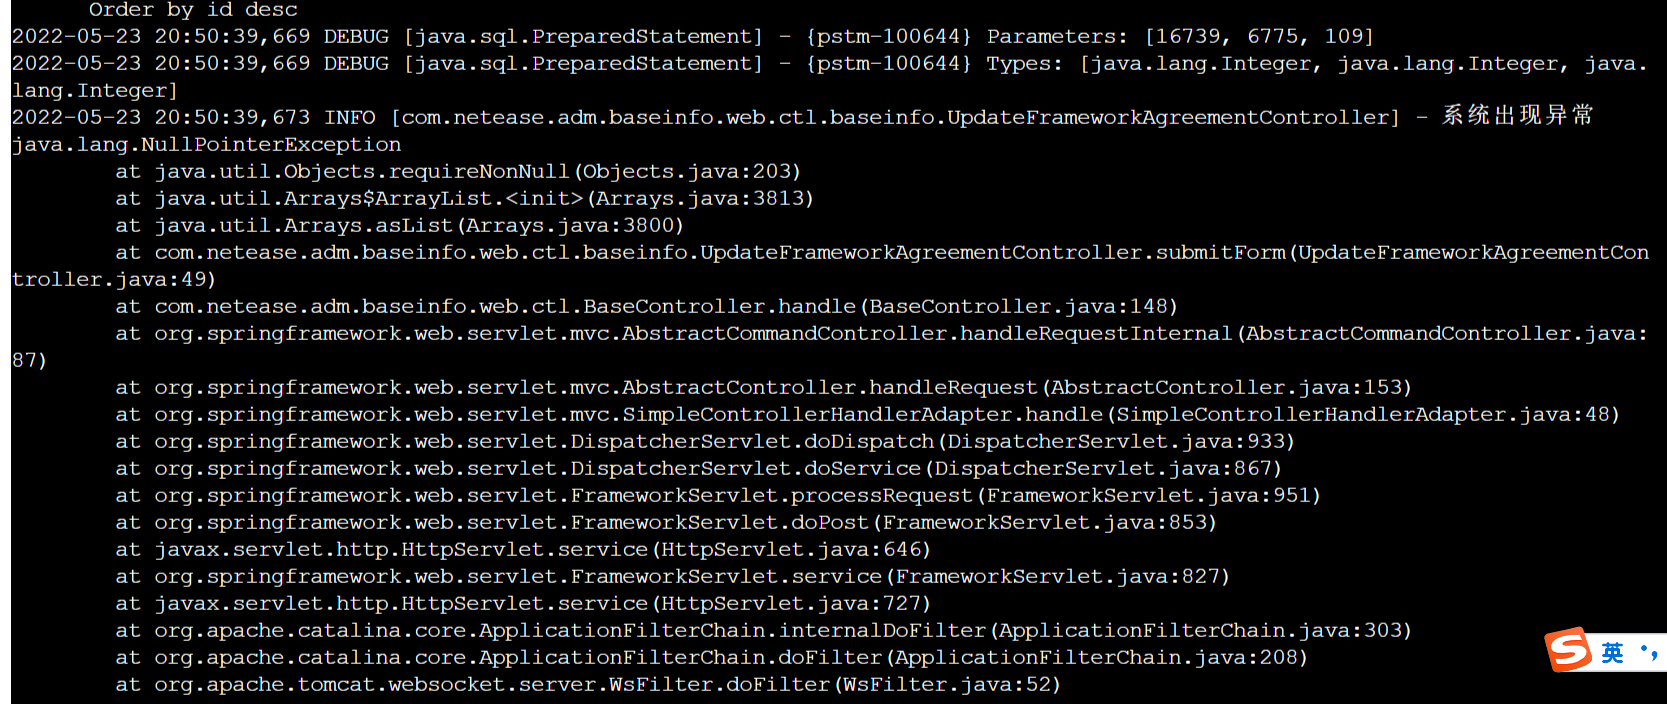 Order by id desc
2022-05-23 20:50:39,669 DEBUG [java.sql.PreparedStatement] - {pstm-100644} Parameters: [16739, 6775, 109]
2022-05-23 20:50:39,669 DEBUG [java.sql.PreparedStatement] - {pstm-100644} Types: [java.lang.Integer, java.lang.Integer, java.
lang.Integer]
2022-05-23 20:50:39,673 INFO [com.netease.adm.baseinfo.web.ctl.baseinfo.UpdateFrameworkAgreementController] - 系统出现异常
java.lang.NullPointerException
at java.util.Objects.requireNonNull(Objects.java:203)
at java.util.Arrays$ArrayList.<init>(Arrays.java:3813)
at java.util.Arrays.asList(Arrays.java:3800)
at com.netease.adm.baseinfo.web.ctl.baseinfo.UpdateFrameworkAgreementController.submitForm(UpdateFrameworkAgreementCon
troller.java:49)
at com.netease.adm.baseinfo.web.ctl.BaseController.handle(BaseController.java:148)
at org.springframework.web.servlet.mvc.AbstractCommandController.handleRequestInternal(AbstractCommandController.java:
87)
at org.springframework.web.servlet.mvc.AbstractController.handleRequest(AbstractController.java:153)
at org.springframework.web.servlet.mvc.SimpleControllerHandlerAdapter.handle(SimpleControllerHandlerAdapter.java:48)
at org.springframework.web.servlet.DispatcherServlet.doDispatch(DispatcherServlet.java:933)
at org.springframework.web.servlet.DispatcherServlet.doService(DispatcherServlet.java:867)
at org.springframework.web.servlet.FrameworkServlet.processRequest(FrameworkServlet.java:951)
at org.springframework.web.servlet.FrameworkServlet.doPost(FrameworkServlet.java:853)
at javax.servlet.http.HttpServlet.service(HttpServlet.java:646)
at org.springframework.web.servlet.FrameworkServlet.service(FrameworkServlet.java:827)
at javax.servlet.http.HttpServlet.service(HttpServlet.java:727)
at org.apache.catalina.core.ApplicationFilterChain.internalDoFilter(ApplicationFilterChain.java:303)
at org.apache.catalina.core.ApplicationFilterChain.doFilter(ApplicationFilterChain.java:208)
at org.apache.tomcat.websocket.server.WsFilter.doFilter(WsFilter.java:52)
S 英